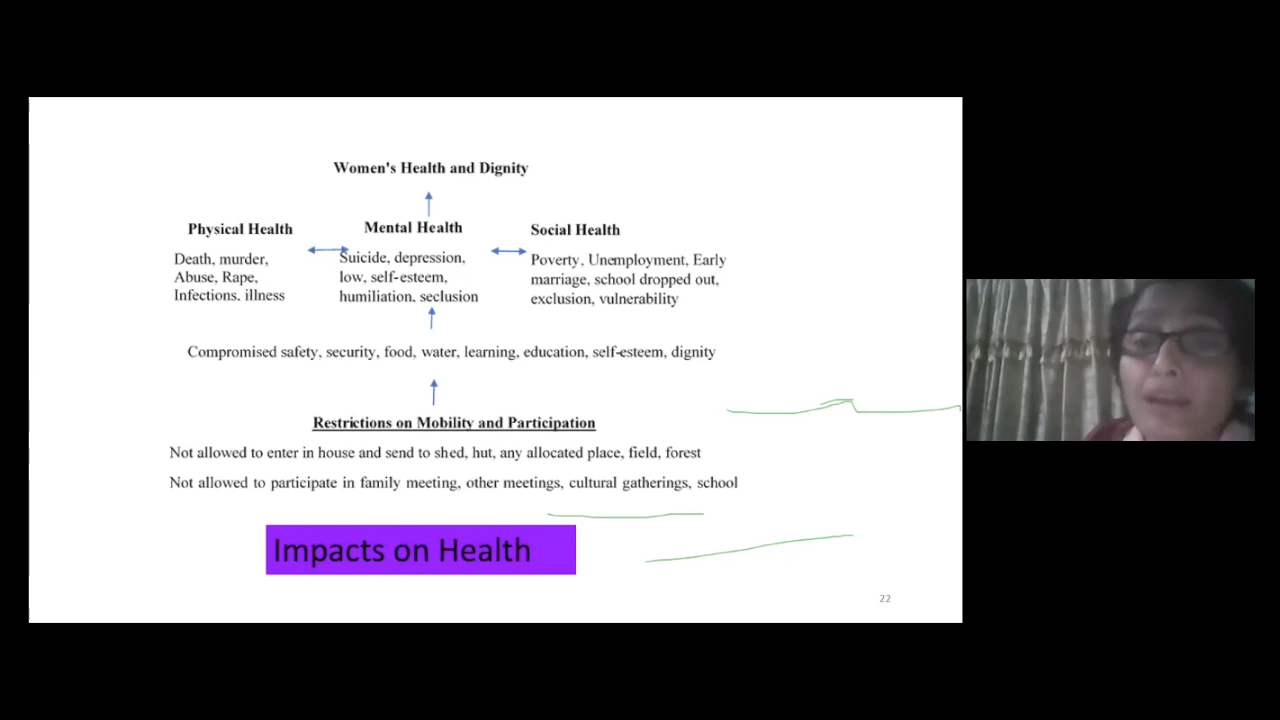 Women's Health and Dignity
Physical Health
Death, murder,
Abuse, Rape,
Infections. illness
Mental Health
Suicide, depression,
low, self-esteem,
humiliation, seclusion
Social Health
Poverty, Unemployment, Early
marriage, school dropped out,
exclusion, vulnerability
Compromised safety, security, food, water, learning, education, self-esteem, dignity
Restrictions on Mobility and Participation
Not allowed to enter in house and send to shed, hut, any allocated place, field, forest
Not allowed to participate in family meeting, other meetings, cultural gatherings, school
Impacts on Health
22